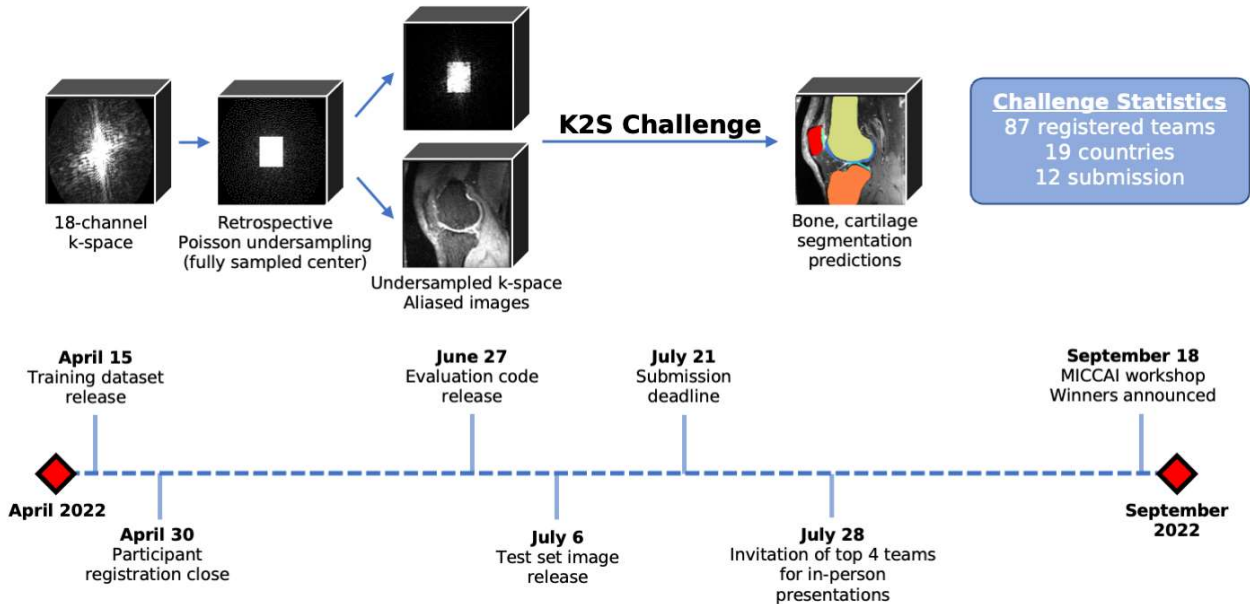 18-channel
k-space
Retrospective
Poisson undersampling
(fully sampled center)
Undersampled k-space
Aliased images
K2S Challenge
Bone, cartilage
segmentation
predictions
Challenge Statistics
87 registered teams
19 countries
12 submission
April 15
Training dataset
release
June 27
Evaluation code
release
July 21
Submission
deadline
September 18
MICCAI workshop
Winners announced
April 2022
September
2022
April 30
Participant
registration close
July 6
Test set image
release
July 28
Invitation of top 4 teams
for in-person
presentations